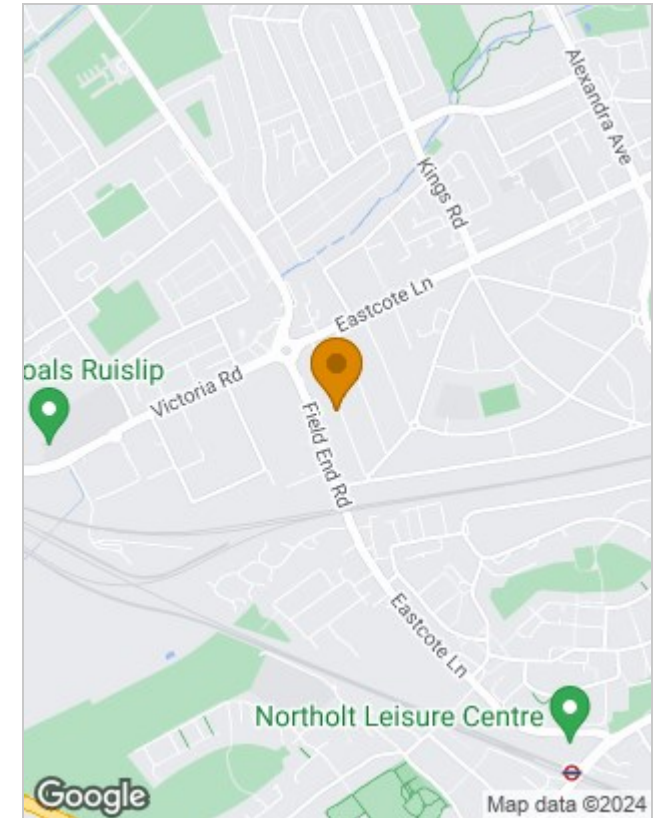 Alexandra Ave
Kings Rd
Eastcote Ln
oals Ruislip
Victoria Rd
Field End Rd
Eastcote Ln
Northolt Leisure Centre
Google
Map data ©2024